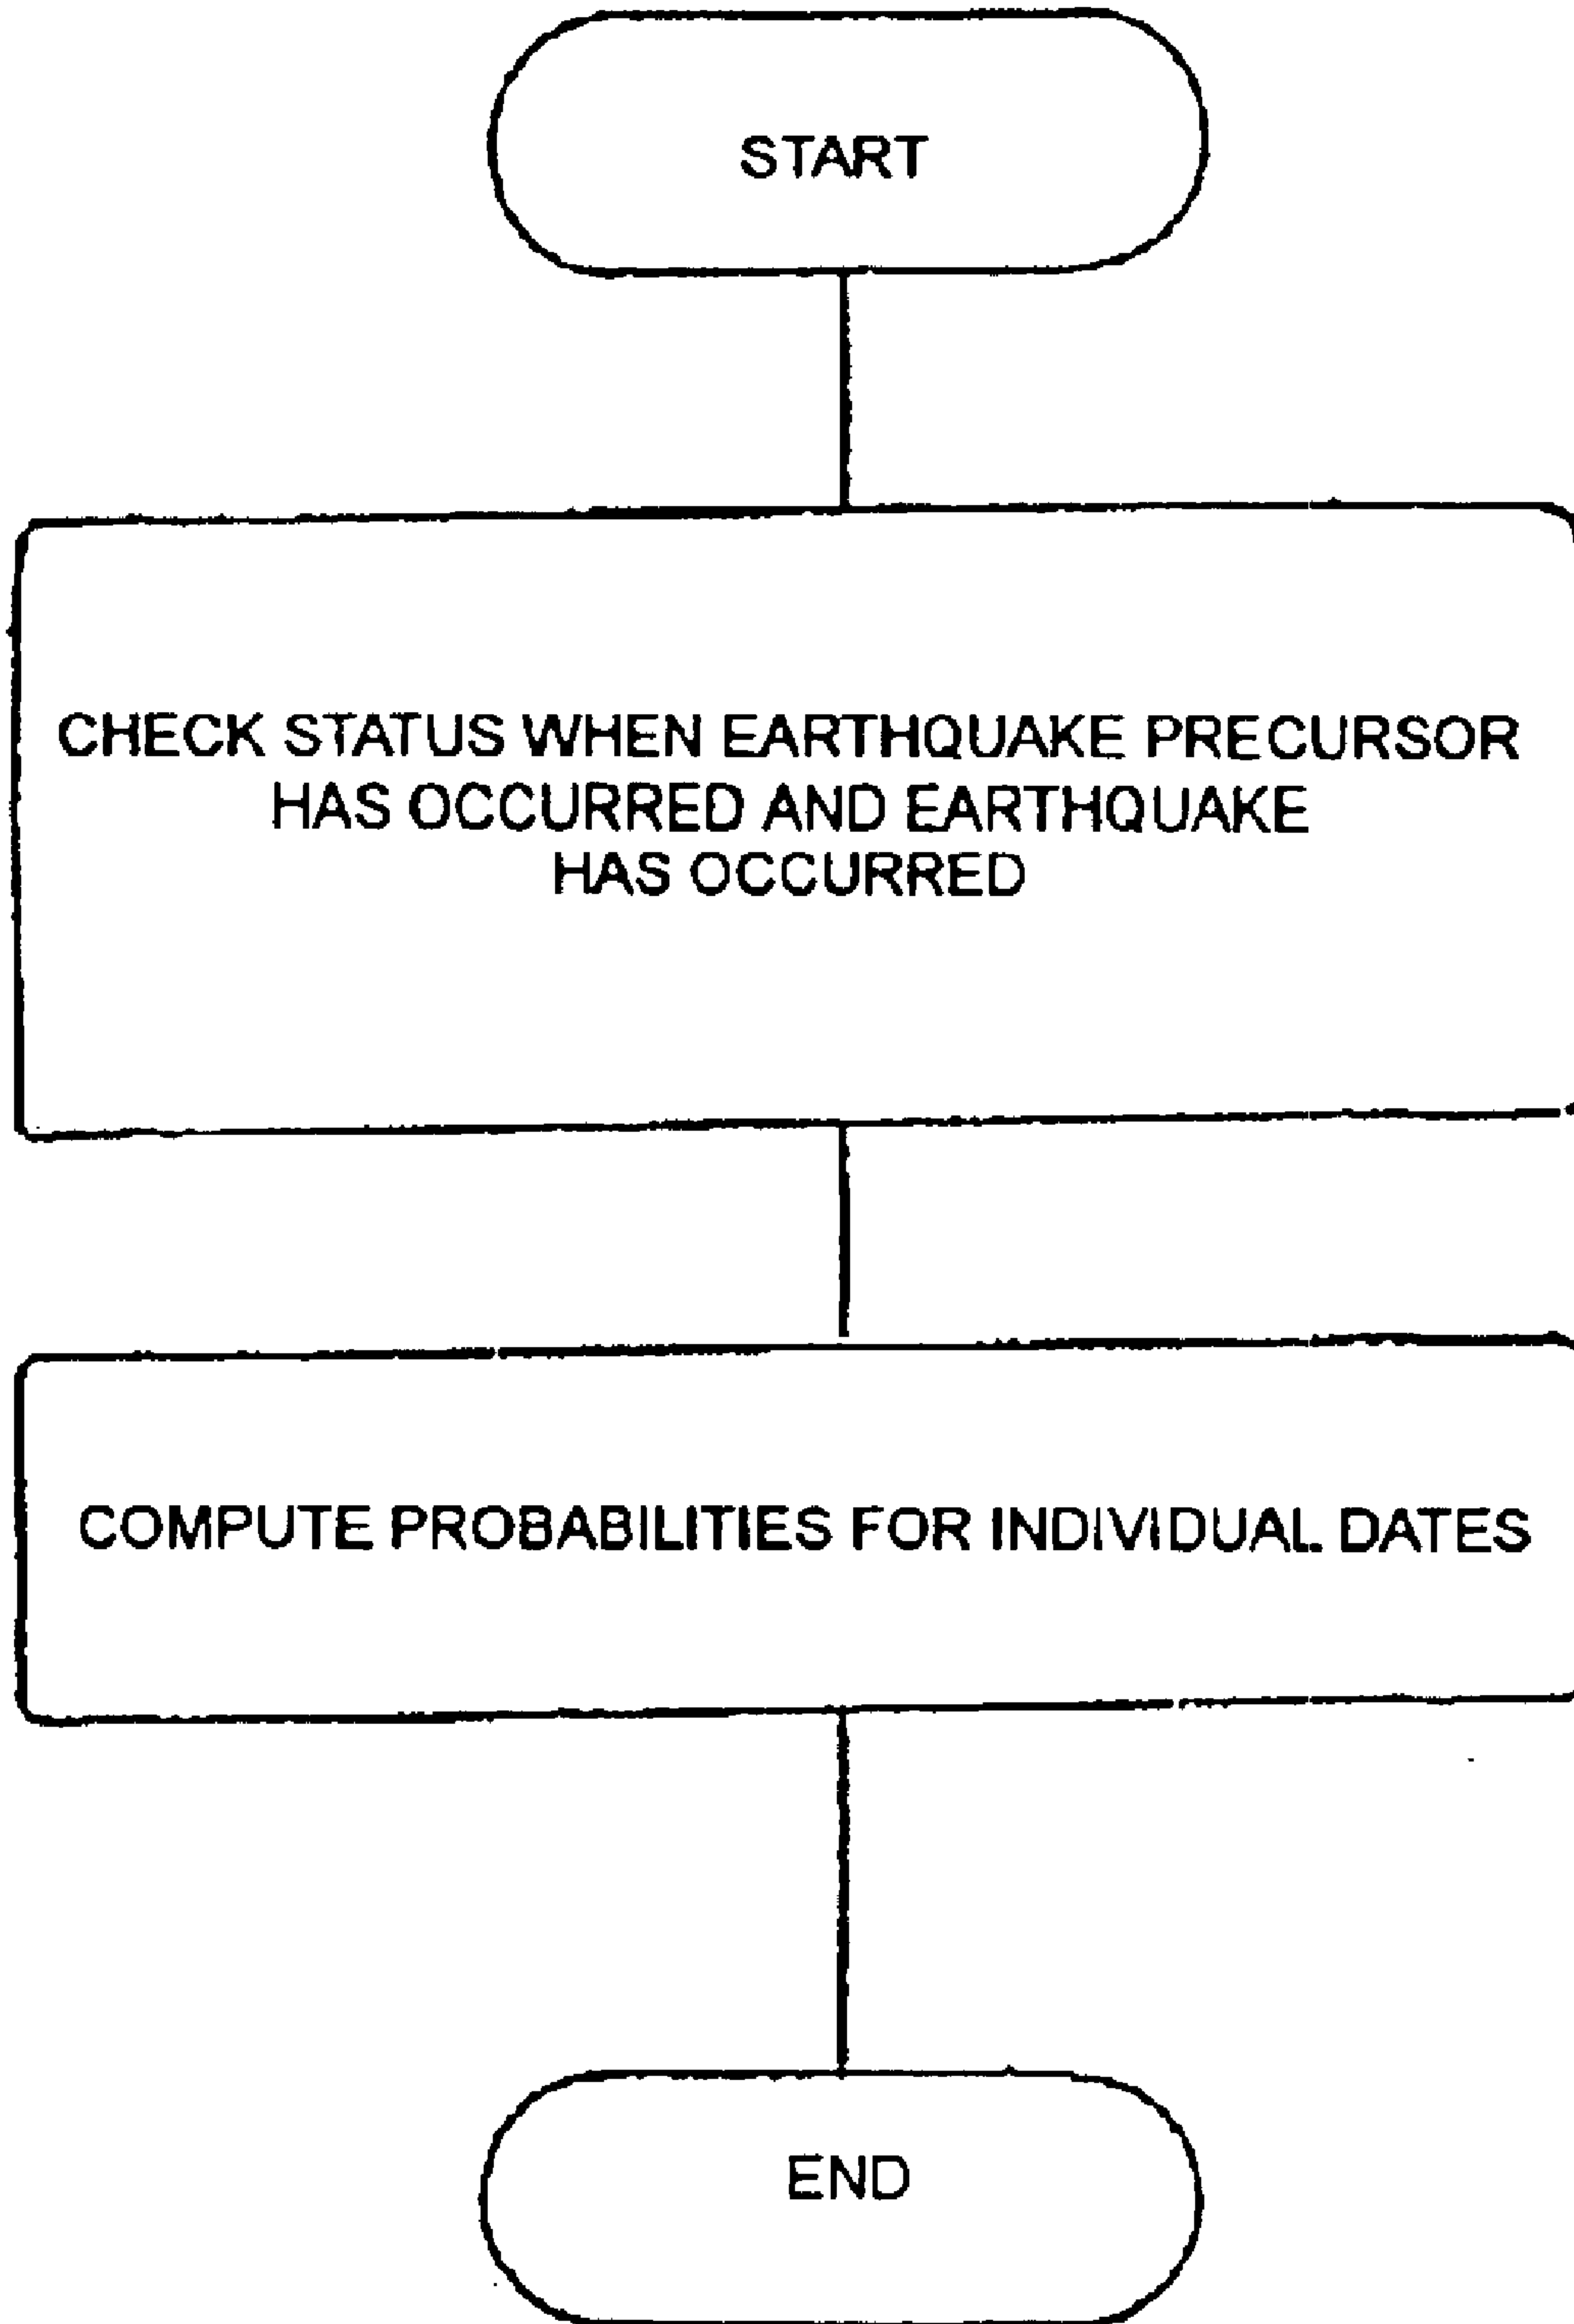 START
CHECK STATUS WHEN EARTHQUAKE PRECURSOR
HAS OCCURRED AND EARTHQUAKE
HAS OCCURRED
COMPUTE PROBABILITIES FOR INDIVIDUAL DATES
END